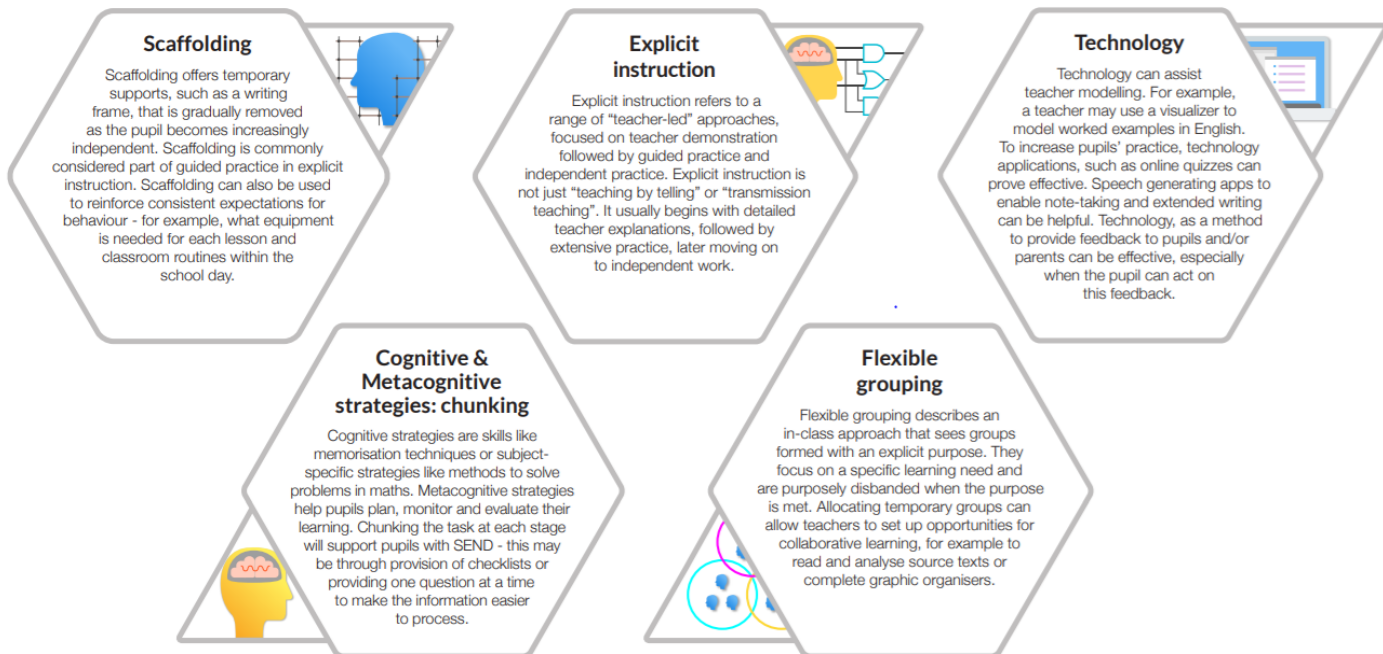 Scaffolding
Scaffolding offers temporary
supports, such as a writing
frame, that is gradually removed
as the pupil becomes increasingly
independent. Scaffolding is commonly
considered part of guided practice in explicit
instruction. Scaffolding can also be used
to reinforce consistent expectations for
behaviour - for example, what equipment
is needed for each lesson and
classroom routines within the
school day.
Explicit
instruction
Explicit instruction refers to a
range of “teacher-led” approaches,
focused on teacher demonstration
followed by guided practice and
independent practice. Explicit instruction is
not just “teaching by telling” or “transmission
teaching”. It usually begins with detailed
teacher explanations, followed by
extensive practice, later moving on
to independent work.
Technology
Technology can assist
teacher modelling. For example,
a teacher may use a visualizer to
model worked examples in English.
To increase pupils’ practice, technology
applications, such as online quizzes can
prove effective. Speech generating apps to
enable note-taking and extended writing
can be helpful. Technology, as a method
to provide feedback to pupils and/or
parents can be effective, especially
when the pupil can act on
this feedback.
Cognitive &
Metacognitive
strategies: chunking
Cognitive strategies are skills like
memorisation techniques or subject-
specific strategies like methods to solve
problems in maths. Metacognitive strategies
help pupils plan, monitor and evaluate their
learning. Chunking the task at each stage
will support pupils with SEND - this may
be through provision of checklists or
providing one question at a time
to make the information easier
to process.
Flexible
grouping
Flexible grouping describes an
in-class approach that sees groups
formed with an explicit purpose. They
focus on a specific learning need and
are purposely disbanded when the purpose
is met. Allocating temporary groups can
allow teachers to set up opportunities for
collaborative learning, for example to
read and analyse source texts or
complete graphic organisers.